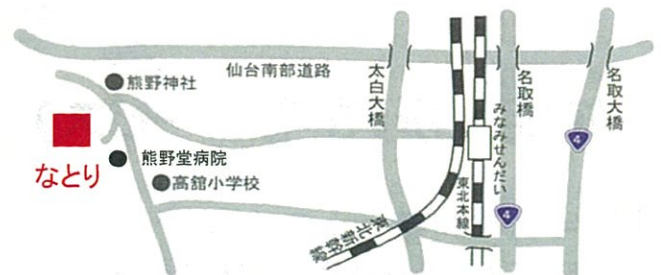 仙台南部道路
熊野神社
太白大橋
名取橋
名取大橋
みなみせんだい
4
熊野堂病院
なとり
高舘小学校
東北本線
4
東北新幹線